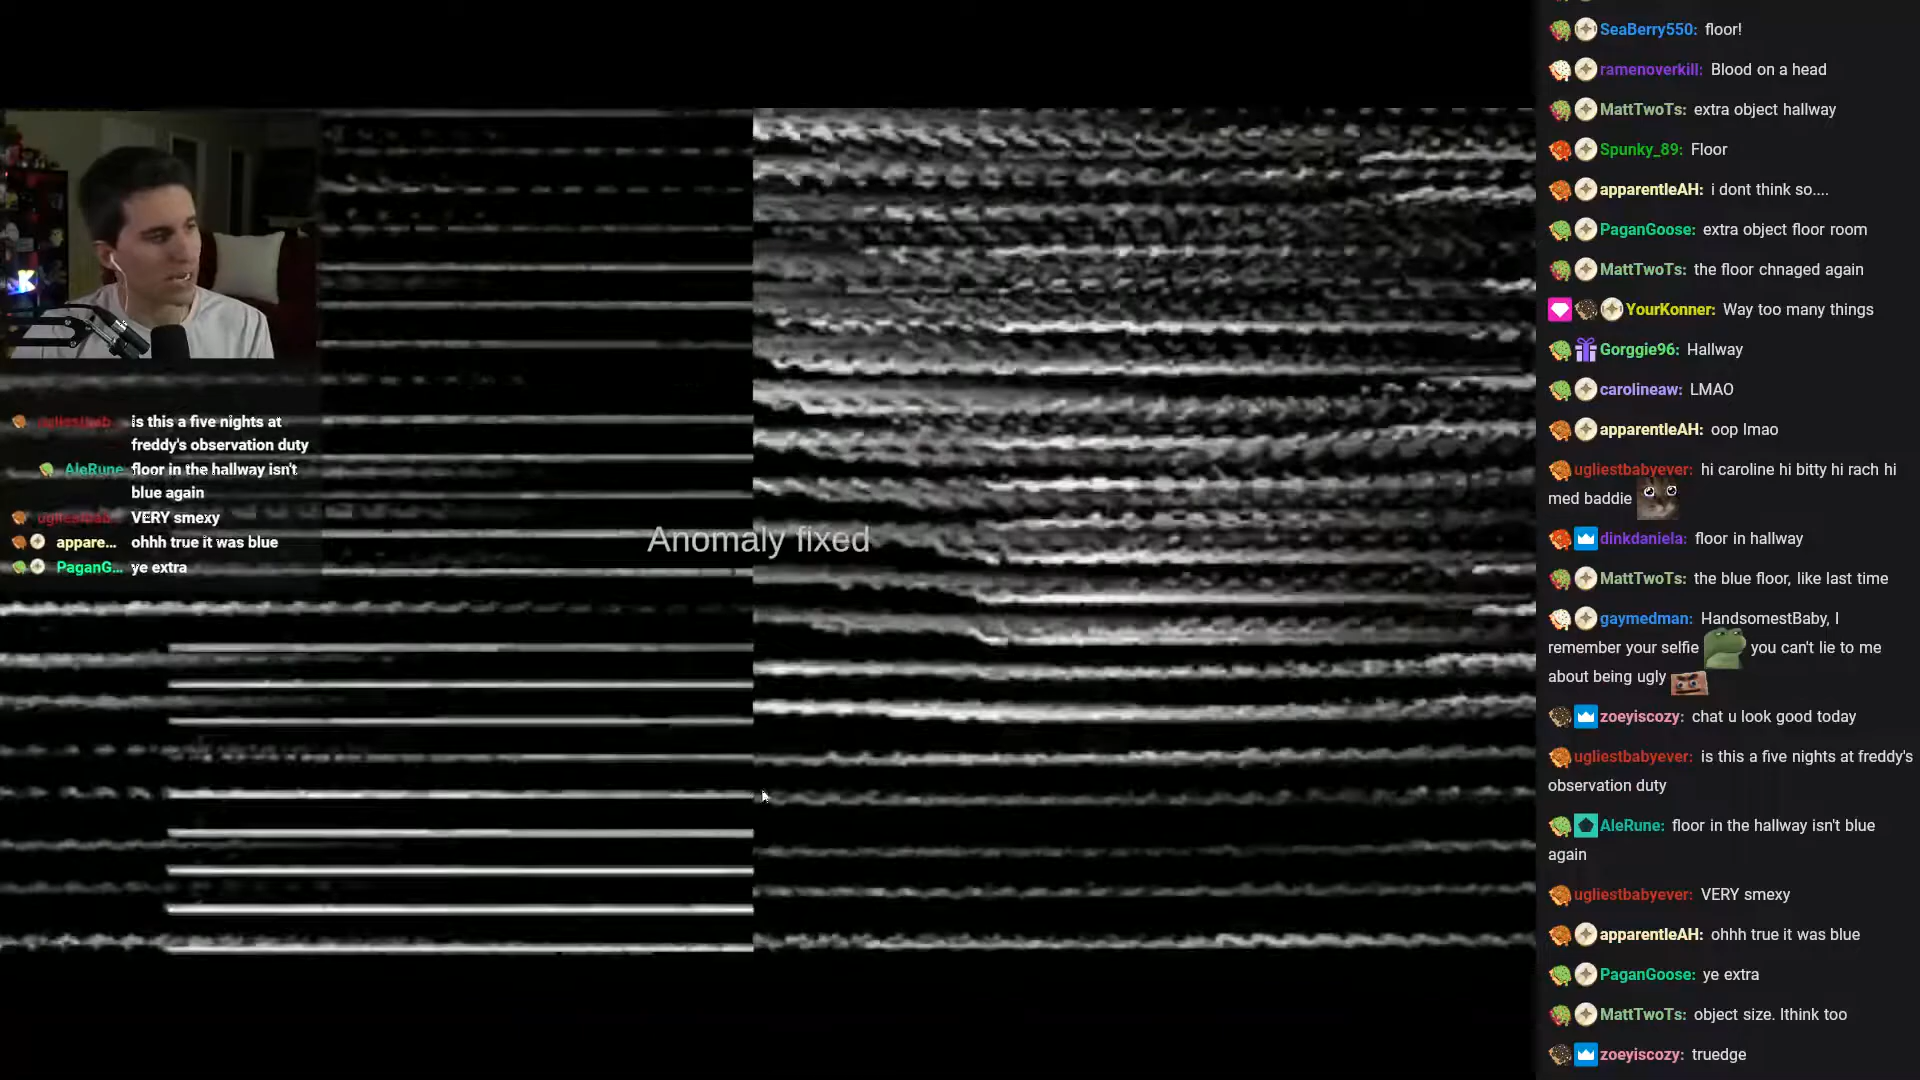 is this a five nights at
freddy's observation duty
AleRune floor in the hallway isn't
blue again
VERY smexy
appare... ohhh true it was blue
PaganG... ye extra
Anomaly fixed
SeaBerry550: floor!
ramenoverkill: Blood on a head
MattTwoTs: extra object hallway
Spunky_89: Floor
apparentleAH: i dont think so....
PaganGoose: extra object floor room
MattTwoTs: the floor chnaged again
YourKonner: Way too many things
Gorggie96: Hallway
carolineaw: LMAO
apparentleAH: oop lmao
ugliestbabyever: hi caroline hi bitty hi rach hi
med baddie
dinkdaniela: floor in hallway
MattTwoTs: the blue floor, like last time
gaymedman: HandsomestBaby, I
remember your selfie you can't lie to me
about being ugly
zoeyiscozy: chat u look good today
ugliestbabyever: is this a five nights at freddy's
observation duty
AleRune: floor in the hallway isn't blue
again
ugliestbabyever: VERY smexy
apparentleAH: ohhh true it was blue
PaganGoose: ye extra
MattTwoTs: object size. Ithink too
zoeyiscozy: truedge